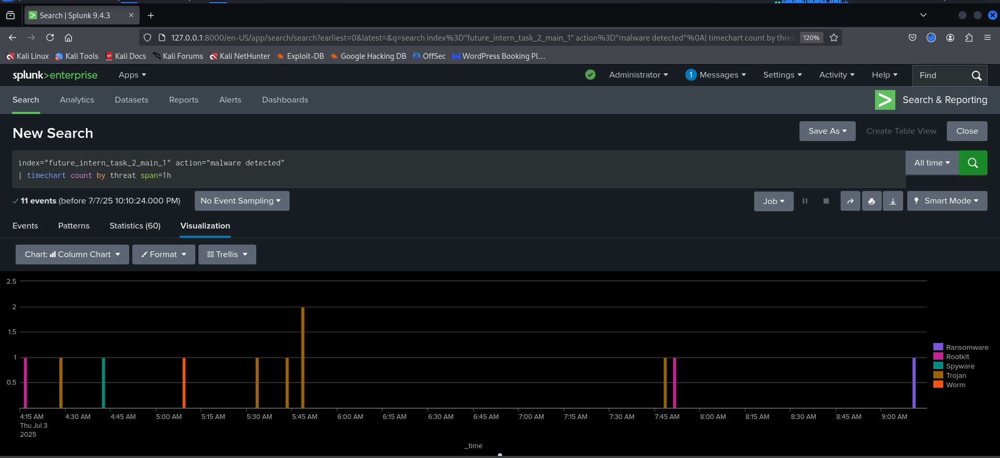 Search | Splunk 9.4.3
127.0.0.1:8000/en-US/app/search/search?earliest=0&latest=&q=search index%3D"future_intern_task_2_main_1" action%3D"malware detected"%0A| timechart count by threa
120%
Kali Linux
Kali Tools
Kali Docs
Kali Forums
Kali NetHunter
Exploit-DB
Google Hacking DB
OffSec
WordPress Booking Pl…
splunk>enterprise
Apps
Administrator
1
Messages
Settings
Activity
Help
Find
Search
Analytics
Datasets
Reports
Alerts
Dashboards
Search & Reporting
New Search
Save As
Create Table View
Close
index="future_intern_task_2_main_1" action="malware detected"
| timechart count by threat span=1h
All time
11 events (before 7/7/25 10:10:24.000 PM)
No Event Sampling
Job
Smart Mode
Events
Patterns
Statistics (60)
Visualization
Chart: Column Chart
Format
Trellis
2.5
2
1.5
1
0.5
Ransomware
Rootkit
Spyware
Trojan
Worm
4:15 AM
Thu Jul 3
2025
4:30 AM
4:45 AM
5:00 AM
5:15 AM
5:30 AM
5:45 AM
6:00 AM
6:15 AM
6:30 AM
6:45 AM
7:00 AM
7:15 AM
7:30 AM
7:45 AM
8:00 AM
8:15 AM
8:30 AM
8:45 AM
9:00 AM
_time